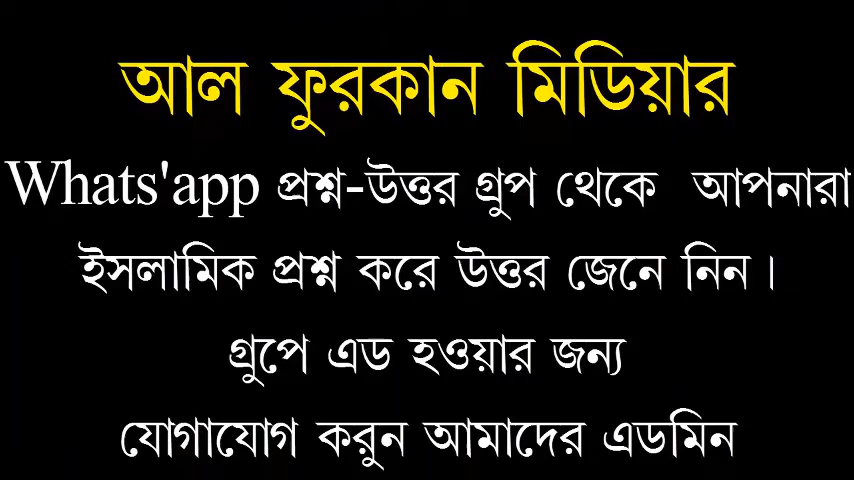 আল ফুরকান মিডিয়ার
Whats'app প্রশ্ন-উত্তর গ্রুপ থেকে আপনারা
ইসলামিক প্রশ্ন করে উত্তর জেনে নিন।
গ্রুপে এড হওয়ার জন্য
যোগাযোগ করুন আমাদের এডমিন